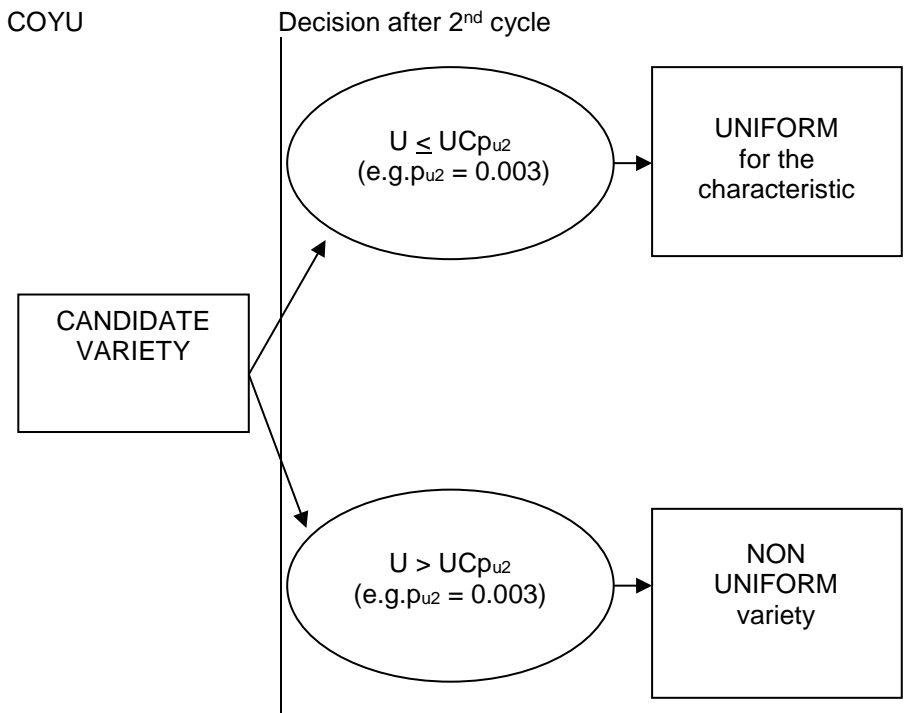 COYU
Decision after 2nd cycle
U ≤ UCpu2
(e.g.pu2 = 0.003)
UNIFORM
for the
characteristic
CANDIDATE
VARIETY
U > UCpu2
(e.g.pu2 = 0.003)
NON
UNIFORM
variety